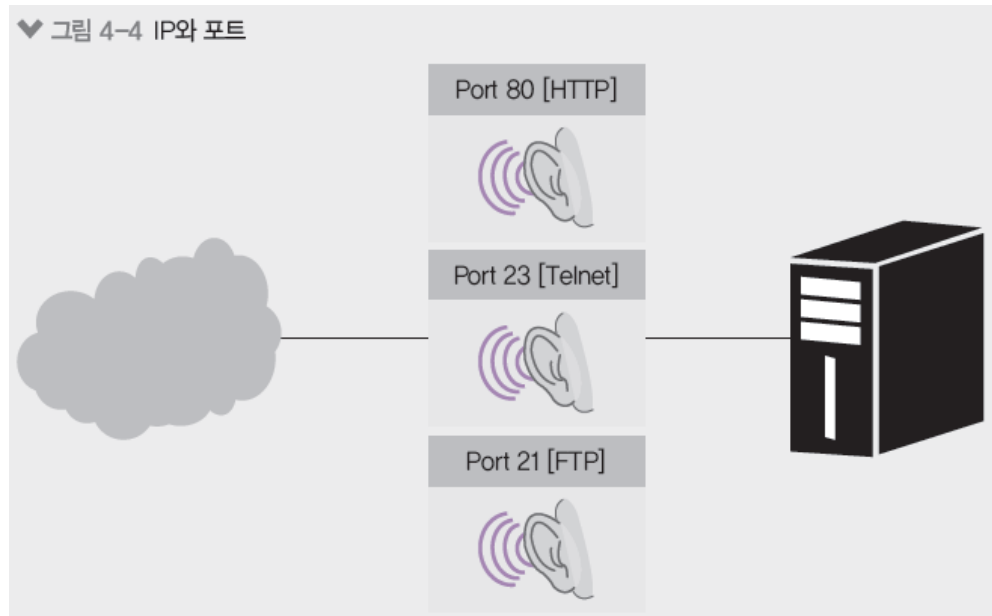 그림 4-4 IP와 포트
Port 80 [HTTP]
Port 23 [Telnet]
Port 21 [FTP]